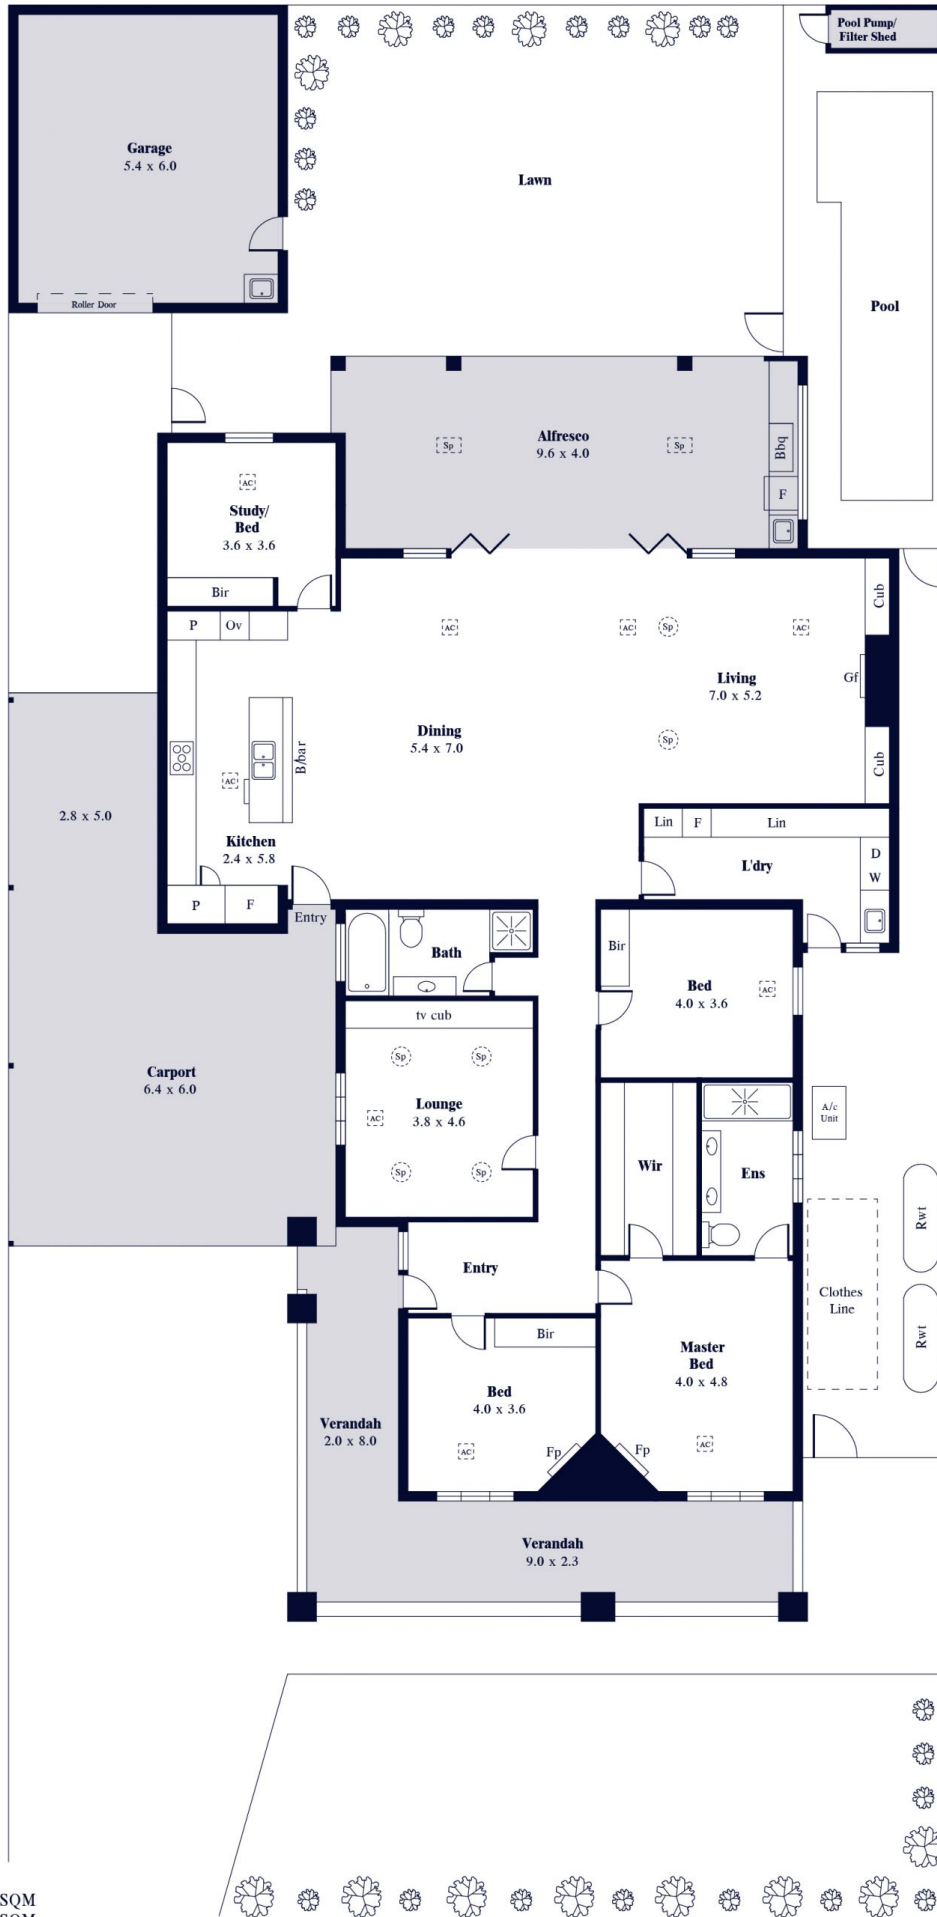 Pool Pump/
Filter Shed
Garage
5.4 x 6.0
Lawn
Roller Door
Pool
Alfresco
9.6 x 4.0
Sp
Sp
Bbq
F
AC
Study/
Bed
3.6 x 3.6
Bir
P
Ov
AC
AC
Sp
AC
Cub
Living
7.0 x 5.2
Gf
Dining
5.4 x 7.0
Sp
B/bar
AC
Cub
2.8 x 5.0
Kitchen
2.4 x 5.8
Lin
F
Lin
L'dry
D
W
P
F
Entry
Bath
Bir
Bed
4.0 x 3.6
AC
tv cub
Sp
Sp
Carport
6.4 x 6.0
Lounge
3.8 x 4.6
AC
Sp
Sp
A/c
Unit
Wir
Ens
Rwt
Entry
Clothes
Line
Rwt
Bir
Master
Bed
4.0 x 4.8
Bed
4.0 x 3.6
Verandah
2.0 x 8.0
AC
Fp
Fp
AC
Verandah
9.0 x 2.3
SQM
SQM